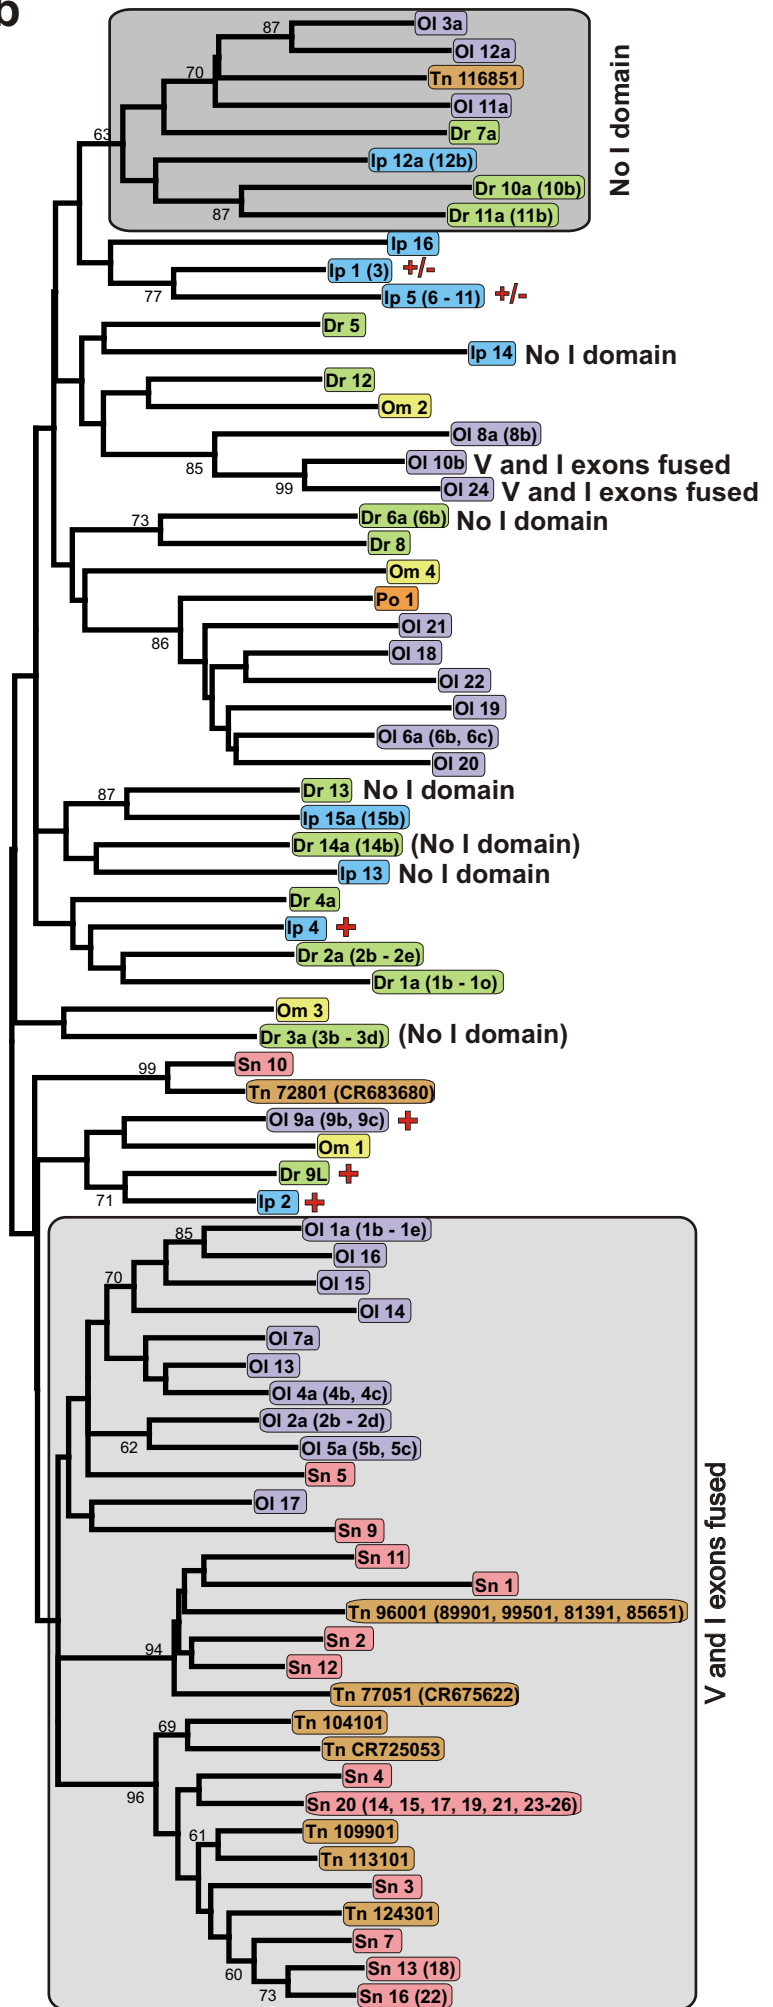 b
87
Ol 3a
Ol 12a
70
Tn 116851
Ol 11a
63
Dr 7a
Ip 12a (12b)
Dr 10a (10b)
87
Dr 11a (11b)
No I domain
Ip 16
Ip 1 (3) +/-
77
Ip 5 (6 - 11) +/-
Dr 5
Ip 14 No I domain
Dr 12
Om 2
Ol 8a (8b)
85
Ol 10b V and I exons fused
99
Ol 24 V and I exons fused
73
Dr 6a (6b) No I domain
Dr 8
Om 4
Po 1
86
Ol 21
Ol 18
Ol 22
Ol 19
Ol 6a (6b, 6c)
Ol 20
87
Dr 13 No I domain
Ip 15a (15b)
Dr 14a (14b) (No I domain)
Ip 13 No I domain
Dr 4a
Ip 4 +
Dr 2a (2b - 2e)
Dr 1a (1b - 1o)
Om 3
Dr 3a (3b - 3d) (No I domain)
99
Sn 10
Tn 72801 (CR683680)
Ol 9a (9b, 9c) +
Om 1
Dr 9L +
71
Ip 2 +
85
Ol 1a (1b - 1e)
Ol 16
70
Ol 15
Ol 14
Ol 7a
Ol 13
Ol 4a (4b, 4c)
Ol 2a (2b - 2d)
62
Ol 5a (5b, 5c)
Sn 5
Ol 17
Sn 9
Sn 11
Sn 1
Tn 96001 (89901, 99501, 81391, 85651)
94
Sn 2
Sn 12
Tn 77051 (CR675622)
69
Tn 104101
Tn CR725053
96
Sn 4
Sn 20 (14, 15, 17, 19, 21, 23-26)
61
Tn 109901
Tn 113101
Sn 3
Tn 124301
Sn 7
60
Sn 13 (18)
73
Sn 16 (22)
V and I exons fused